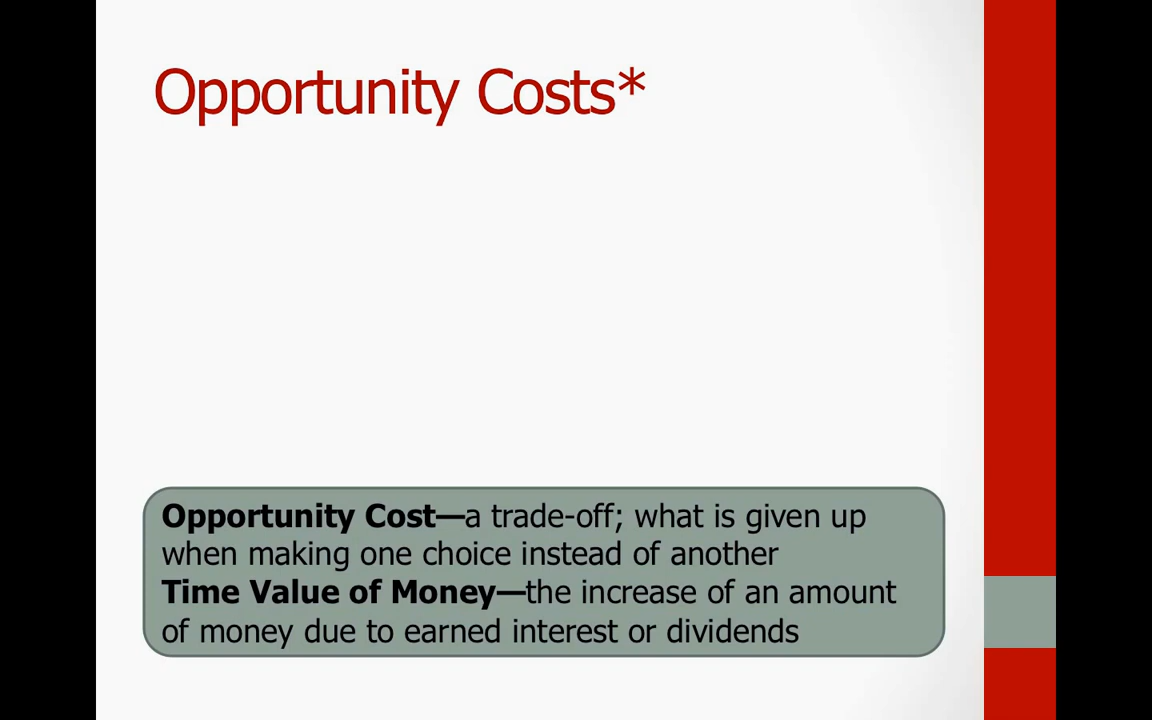 Opportunity Costs*
Opportunity Cost—a trade-off; what is given up
when making one choice instead of another
Time Value of Money—the increase of an amount
of money due to earned interest or dividends